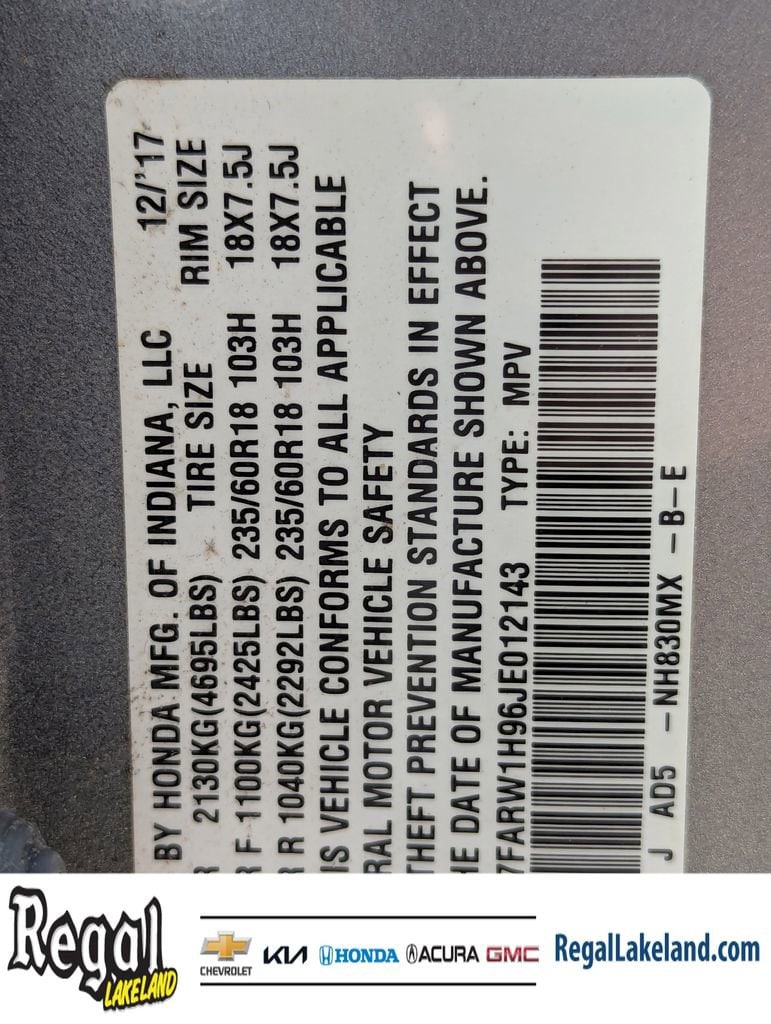 BY HONDA MFG. OF INDIANA, LLC 12/'17
2130KG(4695LBS) TIRE SIZE RIM SIZE
F 1100KG(2425LBS) 235/60R18 103H 18X7.5J
R 1040KG(2292LBS) 235/60R18 103H 18X7.5J
IS VEHICLE CONFORMS TO ALL APPLICABLE
RAL MOTOR VEHICLE SAFETY
THEFT PREVENTION STANDARDS IN EFFECT
HE DATE OF MANUFACTURE SHOWN ABOVE.
7FARW1H96JE012143 TYPE: MPV
J AD5 -NH830MX -B-E
Regal
LAKELAND
CHEVROLET KIA HONDA ACURA GMC
RegalLakeland.com